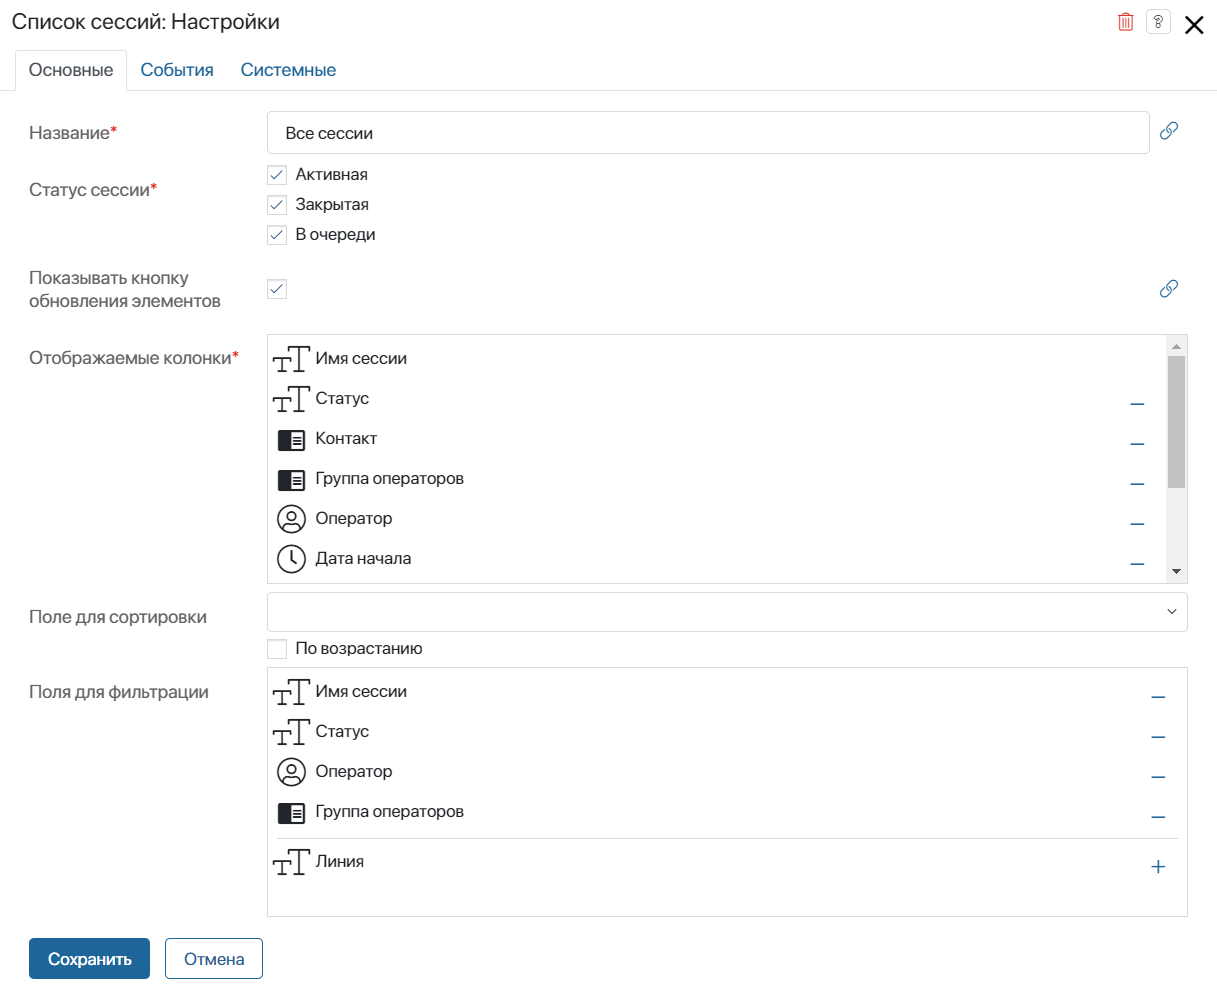 Список сессий: Настройки
?
Основные События Системные
Название*
Все сессии
Статус сессии*
Активная
Закрытая
В очереди
Показывать кнопку
обновления элементов
Отображаемые колонки*
Имя сессии
Статус
Контакт
Группа операторов
Оператор
Дата начала
Поле для сортировки
По возрастанию
Поля для фильтрации
Имя сессии
Статус
Оператор
Группа операторов
Линия
Сохранить Отмена